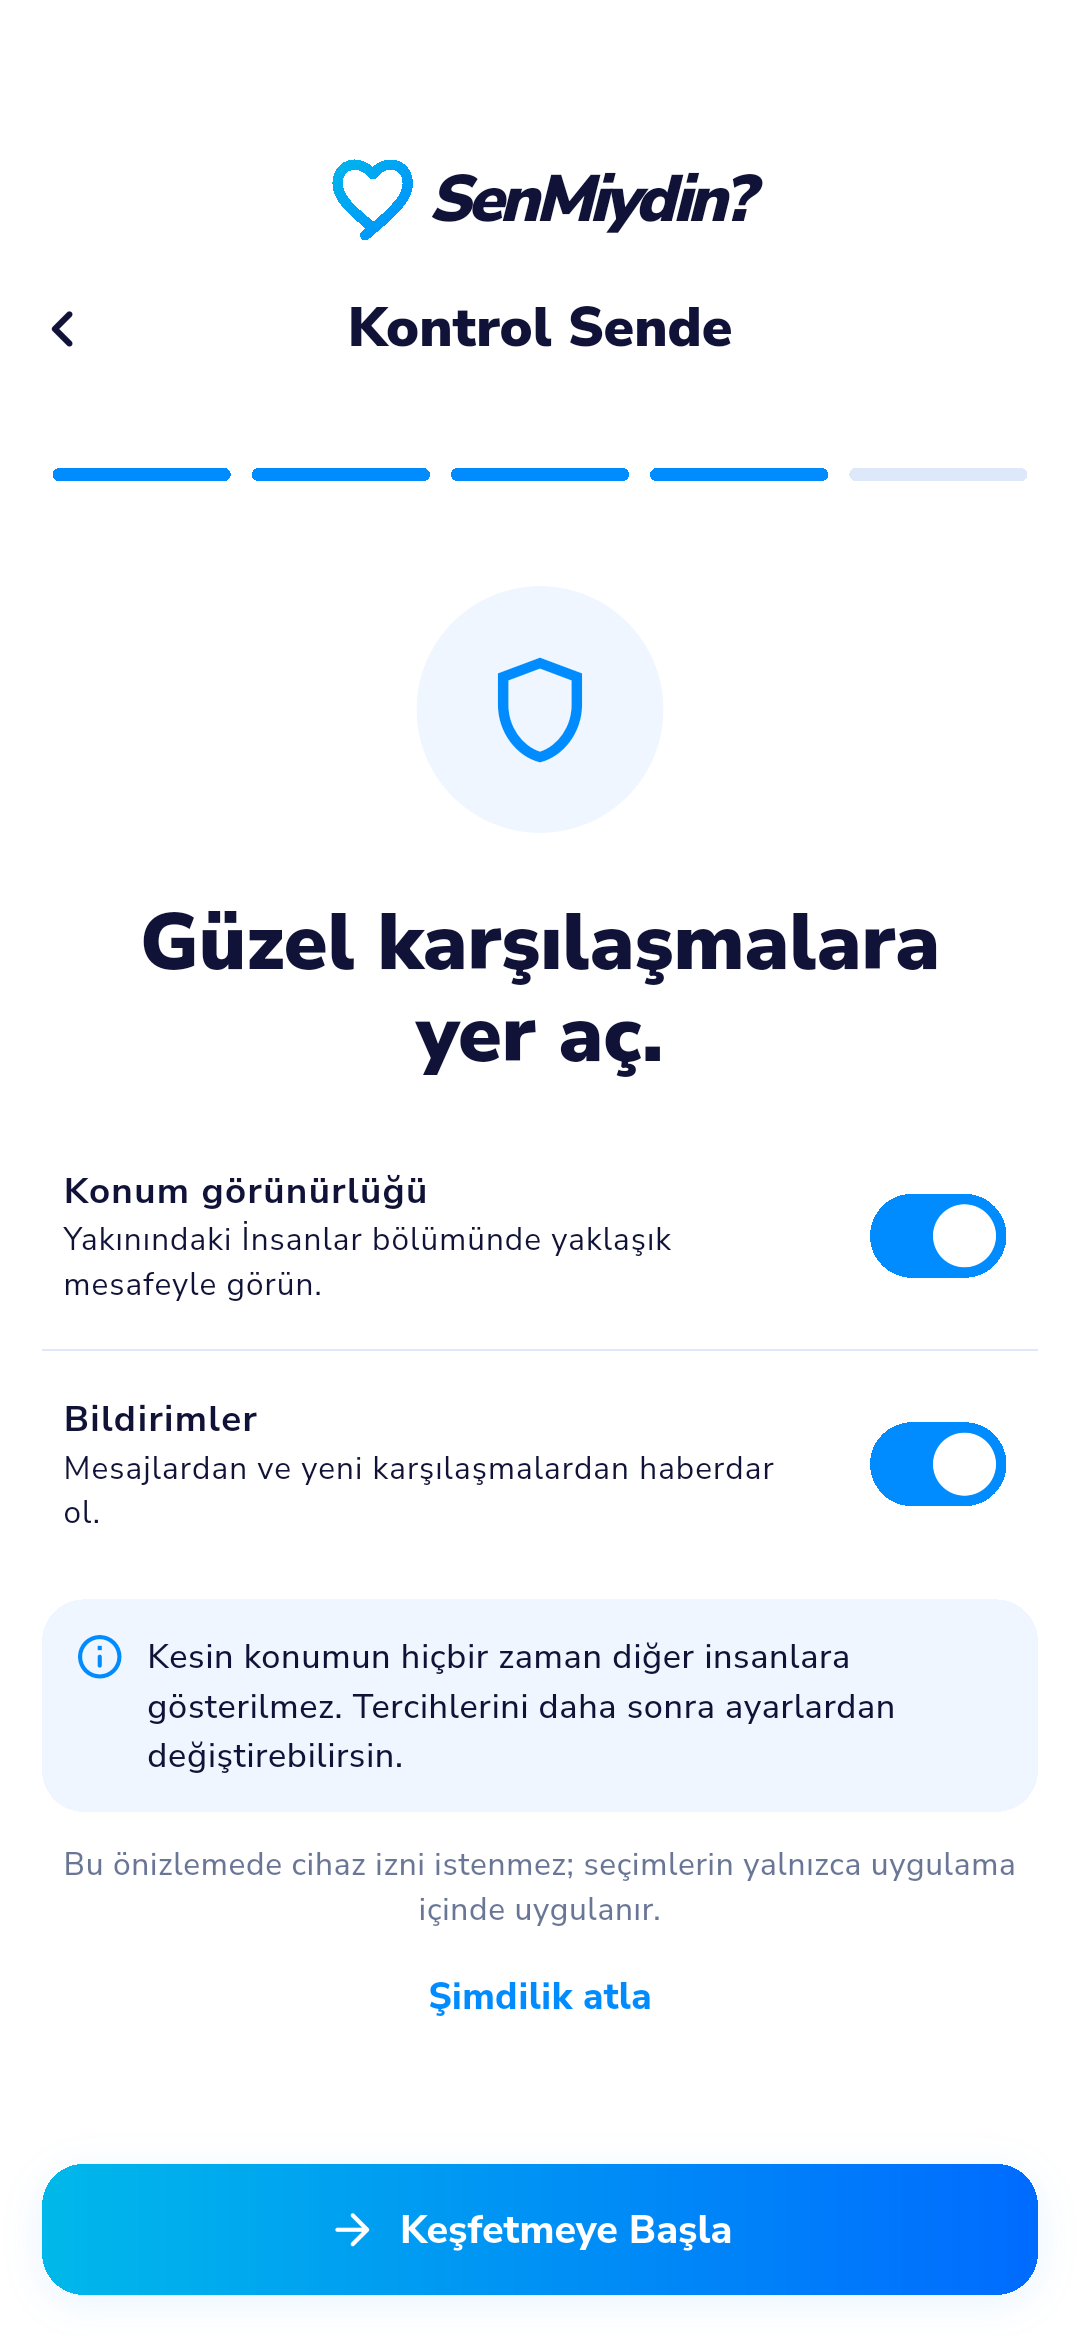 SenMiydin?
Kontrol Sende
Güzel karşılaşmalara
yer aç.
Konum görünürlüğü
Yakınındaki İnsanlar bölümünde yaklaşık
mesafeyle görün.
Bildirimler
Mesajlardan ve yeni karşılaşmalardan haberdar
ol.
Kesin konumun hiçbir zaman diğer insanlara
gösterilmez. Tercihlerini daha sonra ayarlardan
değiştirebilirsin.
Bu önizlemede cihaz izni istenmez; seçimlerin yalnızca uygulama
içinde uygulanır.
Şimdilik atla
Keşfetmeye Başla